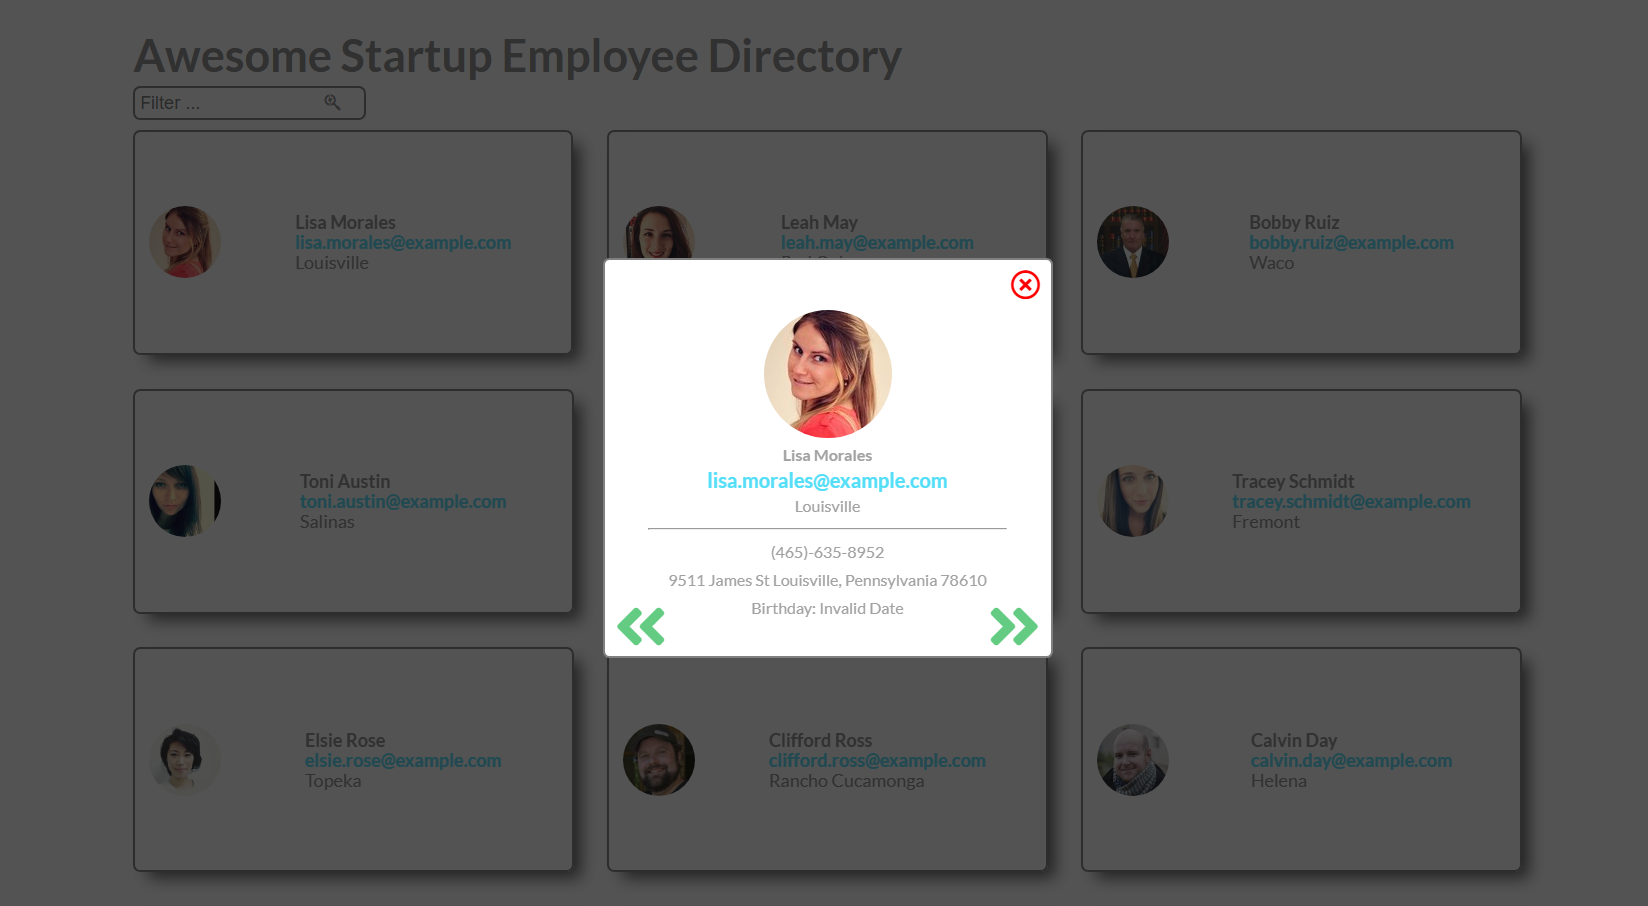 Awesome Startup Employee Directory
Filter ...
Lisa Morales
lisa.morales@example.com
Louisville
Leah May
leah.may@example.com
Bobby Ruiz
bobby.ruiz@example.com
Waco
Lisa Morales
lisa.morales@example.com
Louisville
(465)-635-8952
9511 James St Louisville, Pennsylvania 78610
Birthday: Invalid Date
Toni Austin
toni.austin@example.com
Salinas
Tracey Schmidt
tracey.schmidt@example.com
Fremont
Elsie Rose
elsie.rose@example.com
Topeka
Clifford Ross
clifford.ross@example.com
Rancho Cucamonga
Calvin Day
calvin.day@example.com
Helena